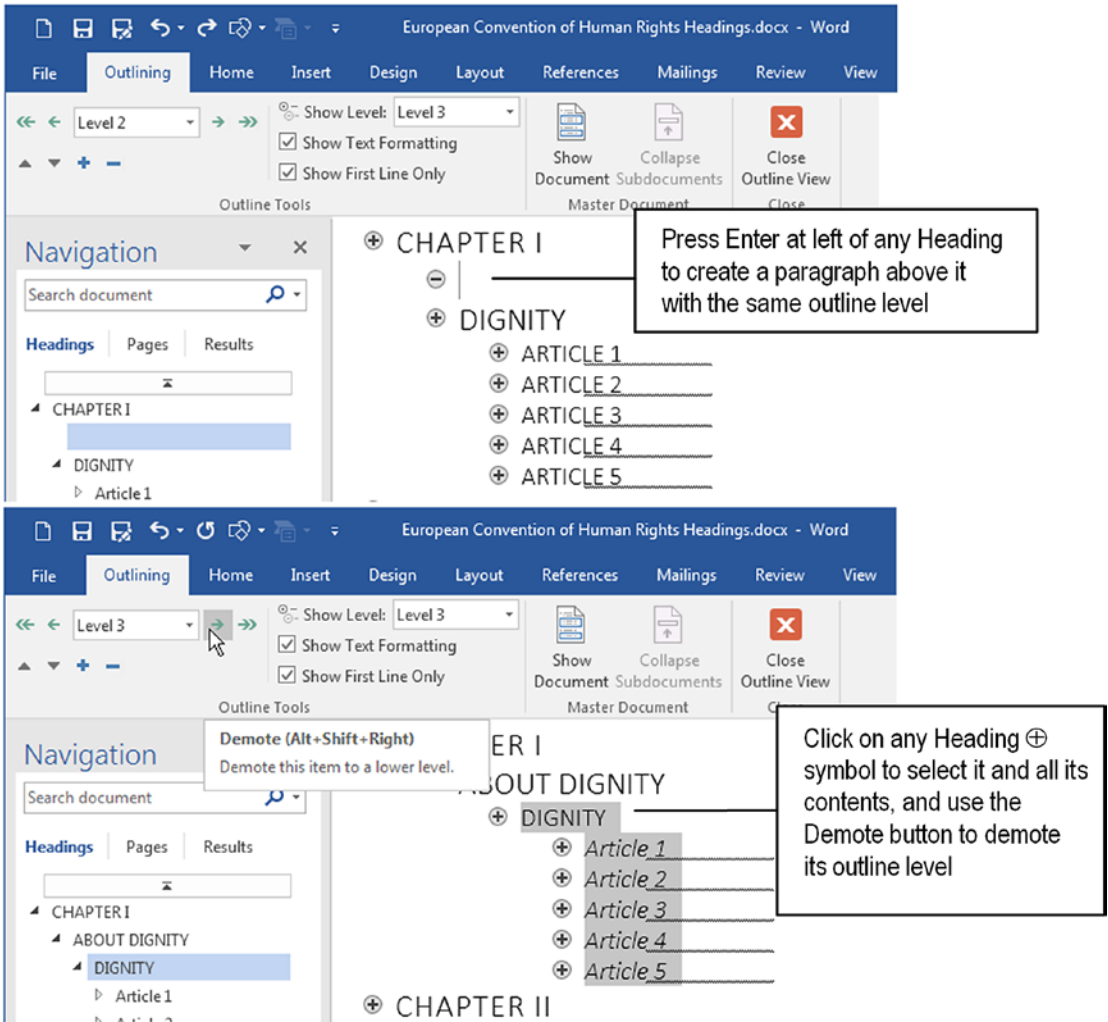 European Convention of Human Rights Headings.docx - Word
File Outlining Home Insert Design Layout References Mailings Review View
Level 2 Show Level: Level 3
Show Text Formatting
Show First Line Only
Show Document
Collapse Subdocuments
Close Outline View
Outline Tools Master Document Close
Press Enter at left of any Heading
to create a paragraph above it
with the same outline level
Navigation
Search document
Headings Pages Results
CHAPTER I
DIGNITY
Article 1
CHAPTER I
DIGNITY
ARTICLE 1
ARTICLE 2
ARTICLE 3
ARTICLE 4
ARTICLE 5
European Convention of Human Rights Headings.docx - Word
File Outlining Home Insert Design Layout References Mailings Review View
Level 3 Show Level: Level 3
Show Text Formatting
Show First Line Only
Show Document
Collapse Subdocuments
Close Outline View
Outline Tools Master Document
Demote (Alt+Shift+Right)
Demote this item to a lower level.
Click on any Heading ⊕
symbol to select it and all its
contents, and use the
Demote button to demote
its outline level
Navigation
Search document
Headings Pages Results
CHAPTER I
ABOUT DIGNITY
DIGNITY
Article 1
ER I
BOUT DIGNITY
DIGNITY
Article 1
Article 2
Article 3
Article 4
Article 5
CHAPTER II